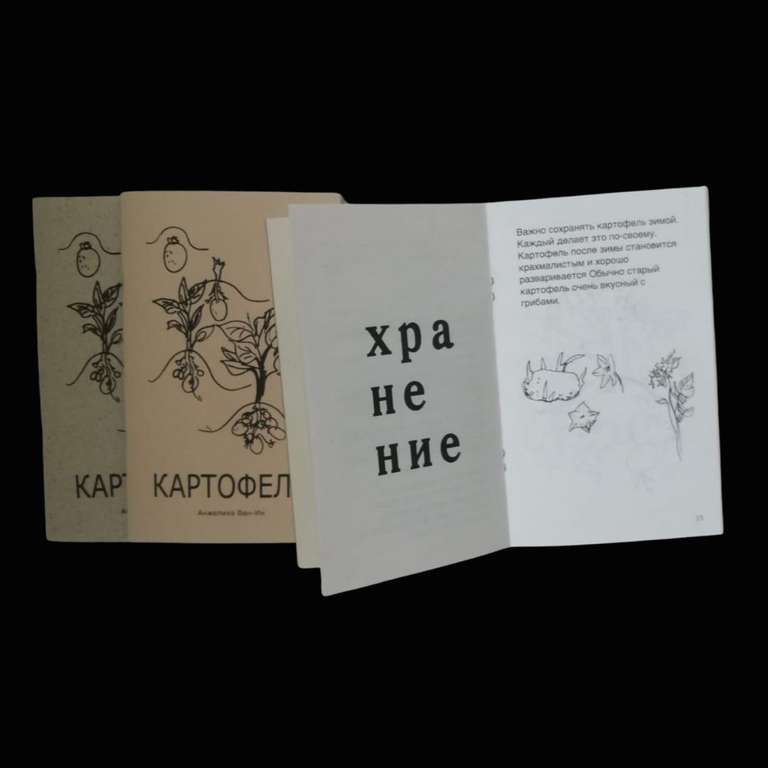 КАР
КАРТОФЕЛ
Анжелика Ван-Ин
хра
не
ние
Важно сохранять картофель зимой.
Каждый делает это по-своему.
Картофель после зимы становится
крахмалистым и хорошо
разваривается Обычно старый
картофель очень вкусный с
грибами.